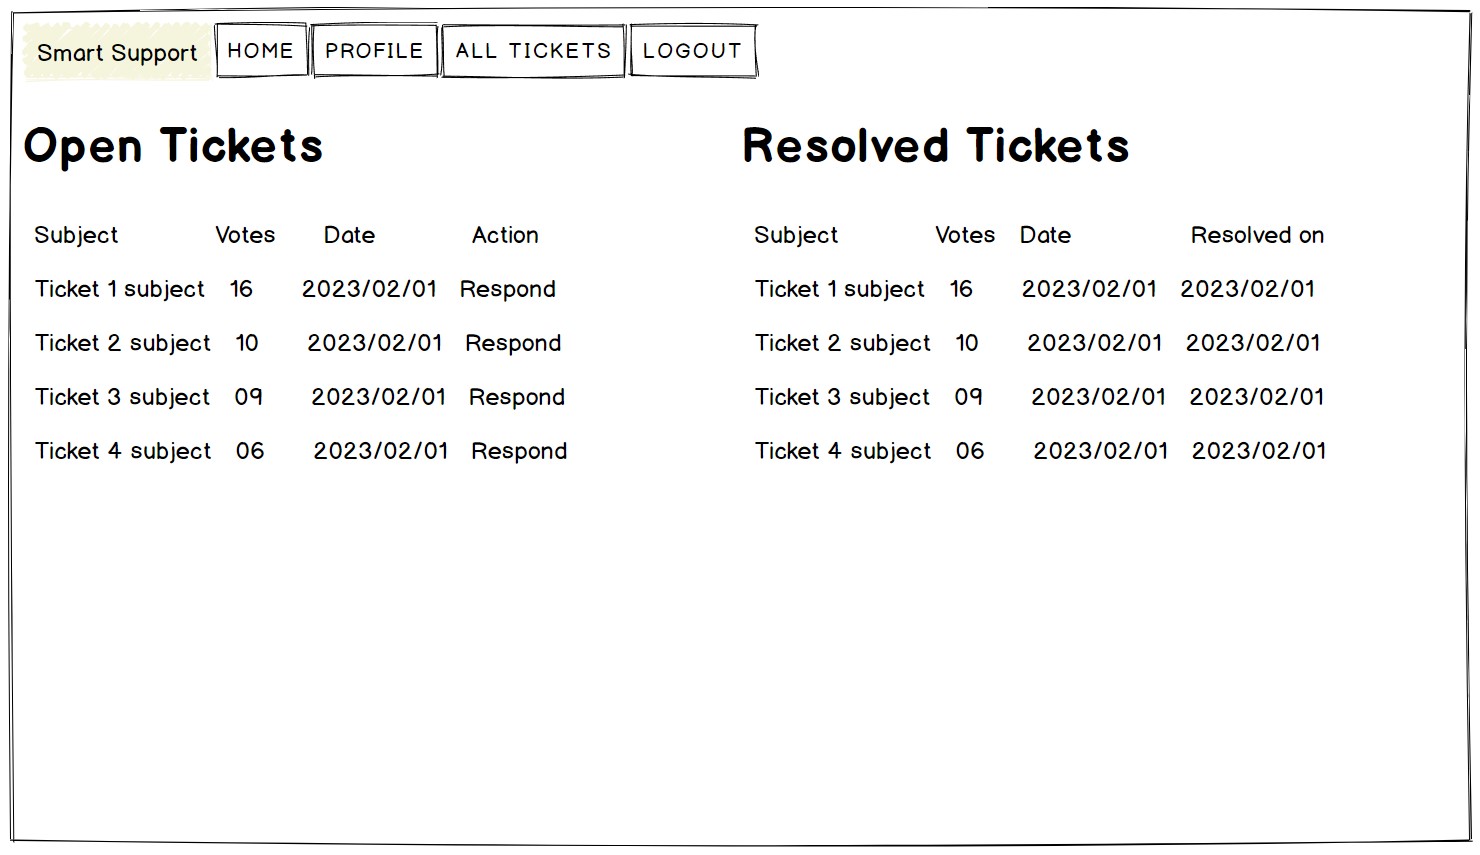 Smart Support HOME PROFILE ALL TICKETS LOGOUT
Open Tickets
Subject Votes Date Action
Ticket 1 subject 16 2023/02/01 Respond
Ticket 2 subject 10 2023/02/01 Respond
Ticket 3 subject 09 2023/02/01 Respond
Ticket 4 subject 06 2023/02/01 Respond
Resolved Tickets
Subject Votes Date Resolved on
Ticket 1 subject 16 2023/02/01 2023/02/01
Ticket 2 subject 10 2023/02/01 2023/02/01
Ticket 3 subject 09 2023/02/01 2023/02/01
Ticket 4 subject 06 2023/02/01 2023/02/01